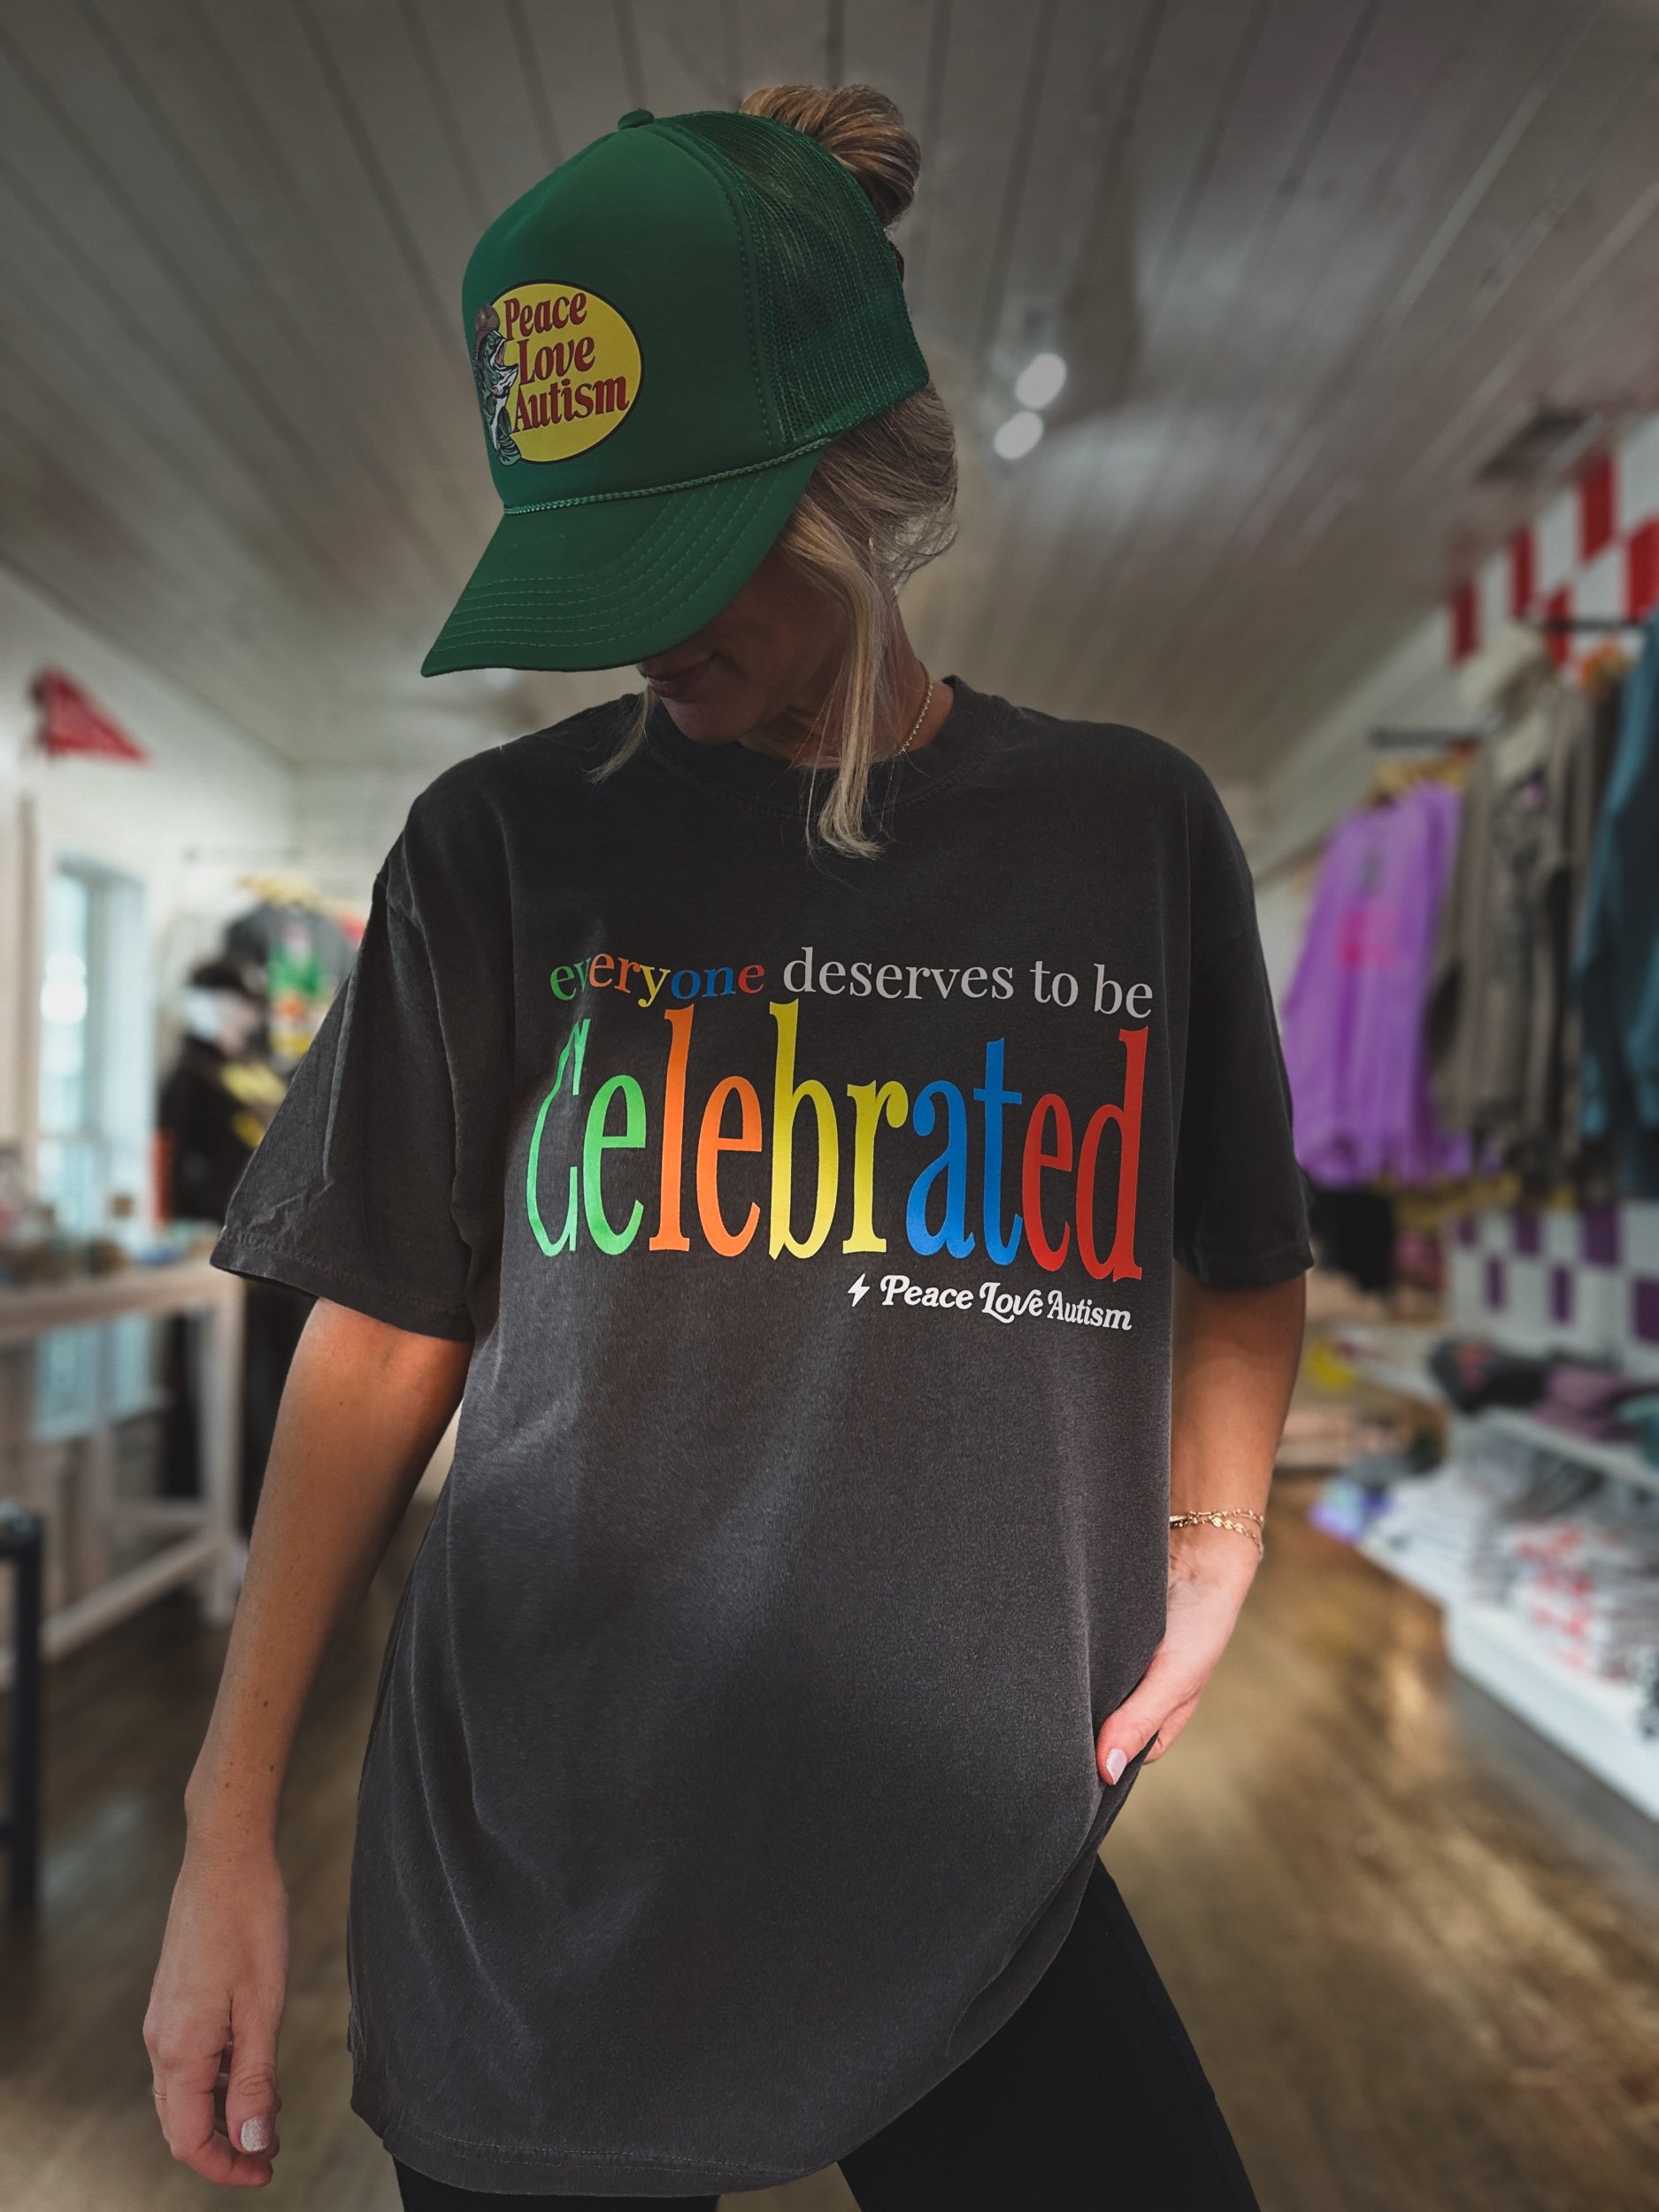 Peace
Love
Autism
everyone deserves to be
Celebrated
Peace Love Autism